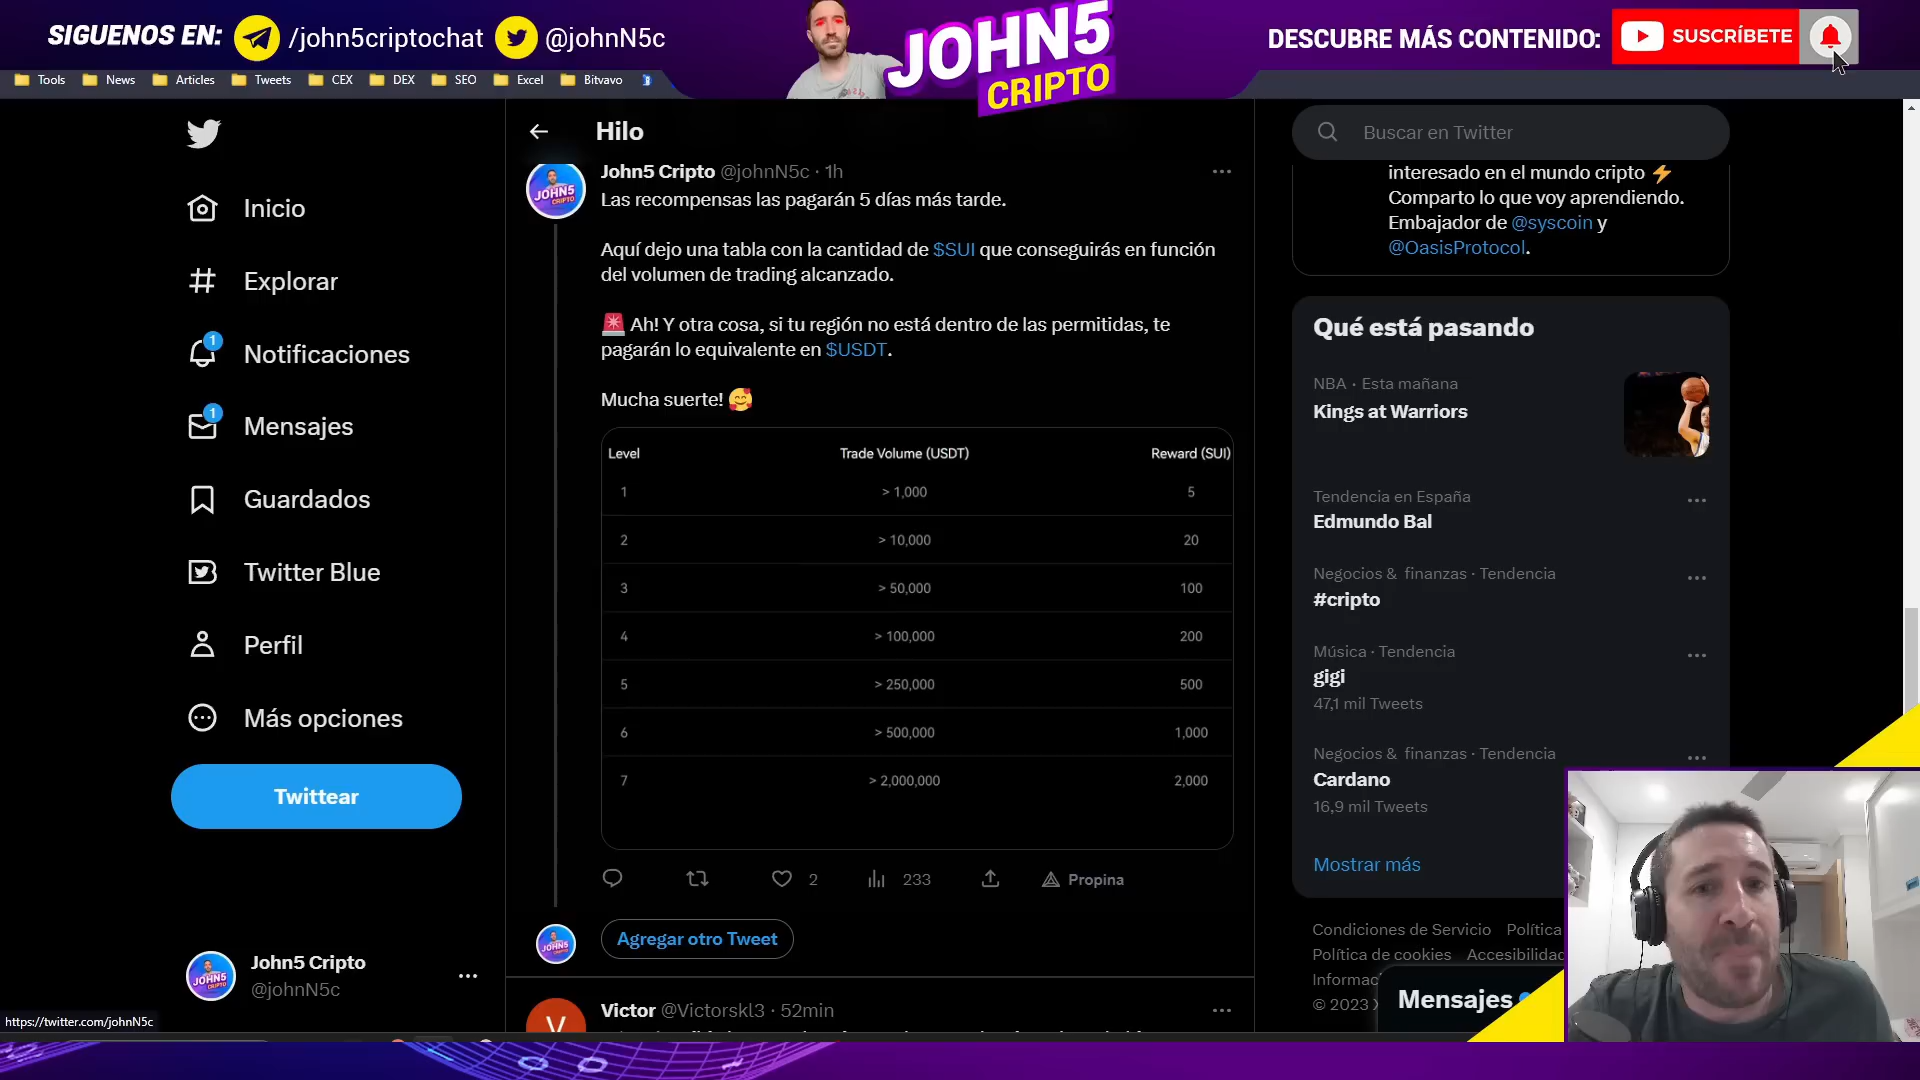 SIGUENOS EN: /john5criptochat @johnN5c
JOHN5
CRIPTO
DESCUBRE MÁS CONTENIDO: SUSCRÍBETE
Tools News Articles Tweets CEX DEX SEO Excel Bitvavo
Inicio
Explorar
1
Notificaciones
1
Mensajes
Guardados
Twitter Blue
Perfil
Más opciones
Twittear
John5 Cripto
@johnN5c
https://twitter.com/johnN5c
Hilo
John5 Cripto @johnN5c · 1h
Las recompensas las pagarán 5 días más tarde.
Aquí dejo una tabla con la cantidad de $SUI que conseguirás en función
del volumen de trading alcanzado.
🚨 Ah! Y otra cosa, si tu región no está dentro de las permitidas, te
pagarán lo equivalente en $USDT.
Mucha suerte! 🥰
Level Trade Volume (USDT) Reward (SUI)
1 > 1,000 5
2 > 10,000 20
3 > 50,000 100
4 > 100,000 200
5 > 250,000 500
6 > 500,000 1,000
7 > 2,000,000 2,000
2 233 Propina
Agregar otro Tweet
V
Victor @Victorskl3 · 52min
Buscar en Twitter
interesado en el mundo cripto ⚡
Comparto lo que voy aprendiendo.
Embajador de @syscoin y
@OasisProtocol.
Qué está pasando
NBA · Esta mañana
Kings at Warriors
Tendencia en España
Edmundo Bal
Negocios & finanzas · Tendencia
#cripto
Música · Tendencia
gigi
47,1 mil Tweets
Negocios & finanzas · Tendencia
Cardano
16,9 mil Tweets
Mostrar más
Condiciones de Servicio Política
Política de cookies Accesibilidad
© 2023
Mensajes